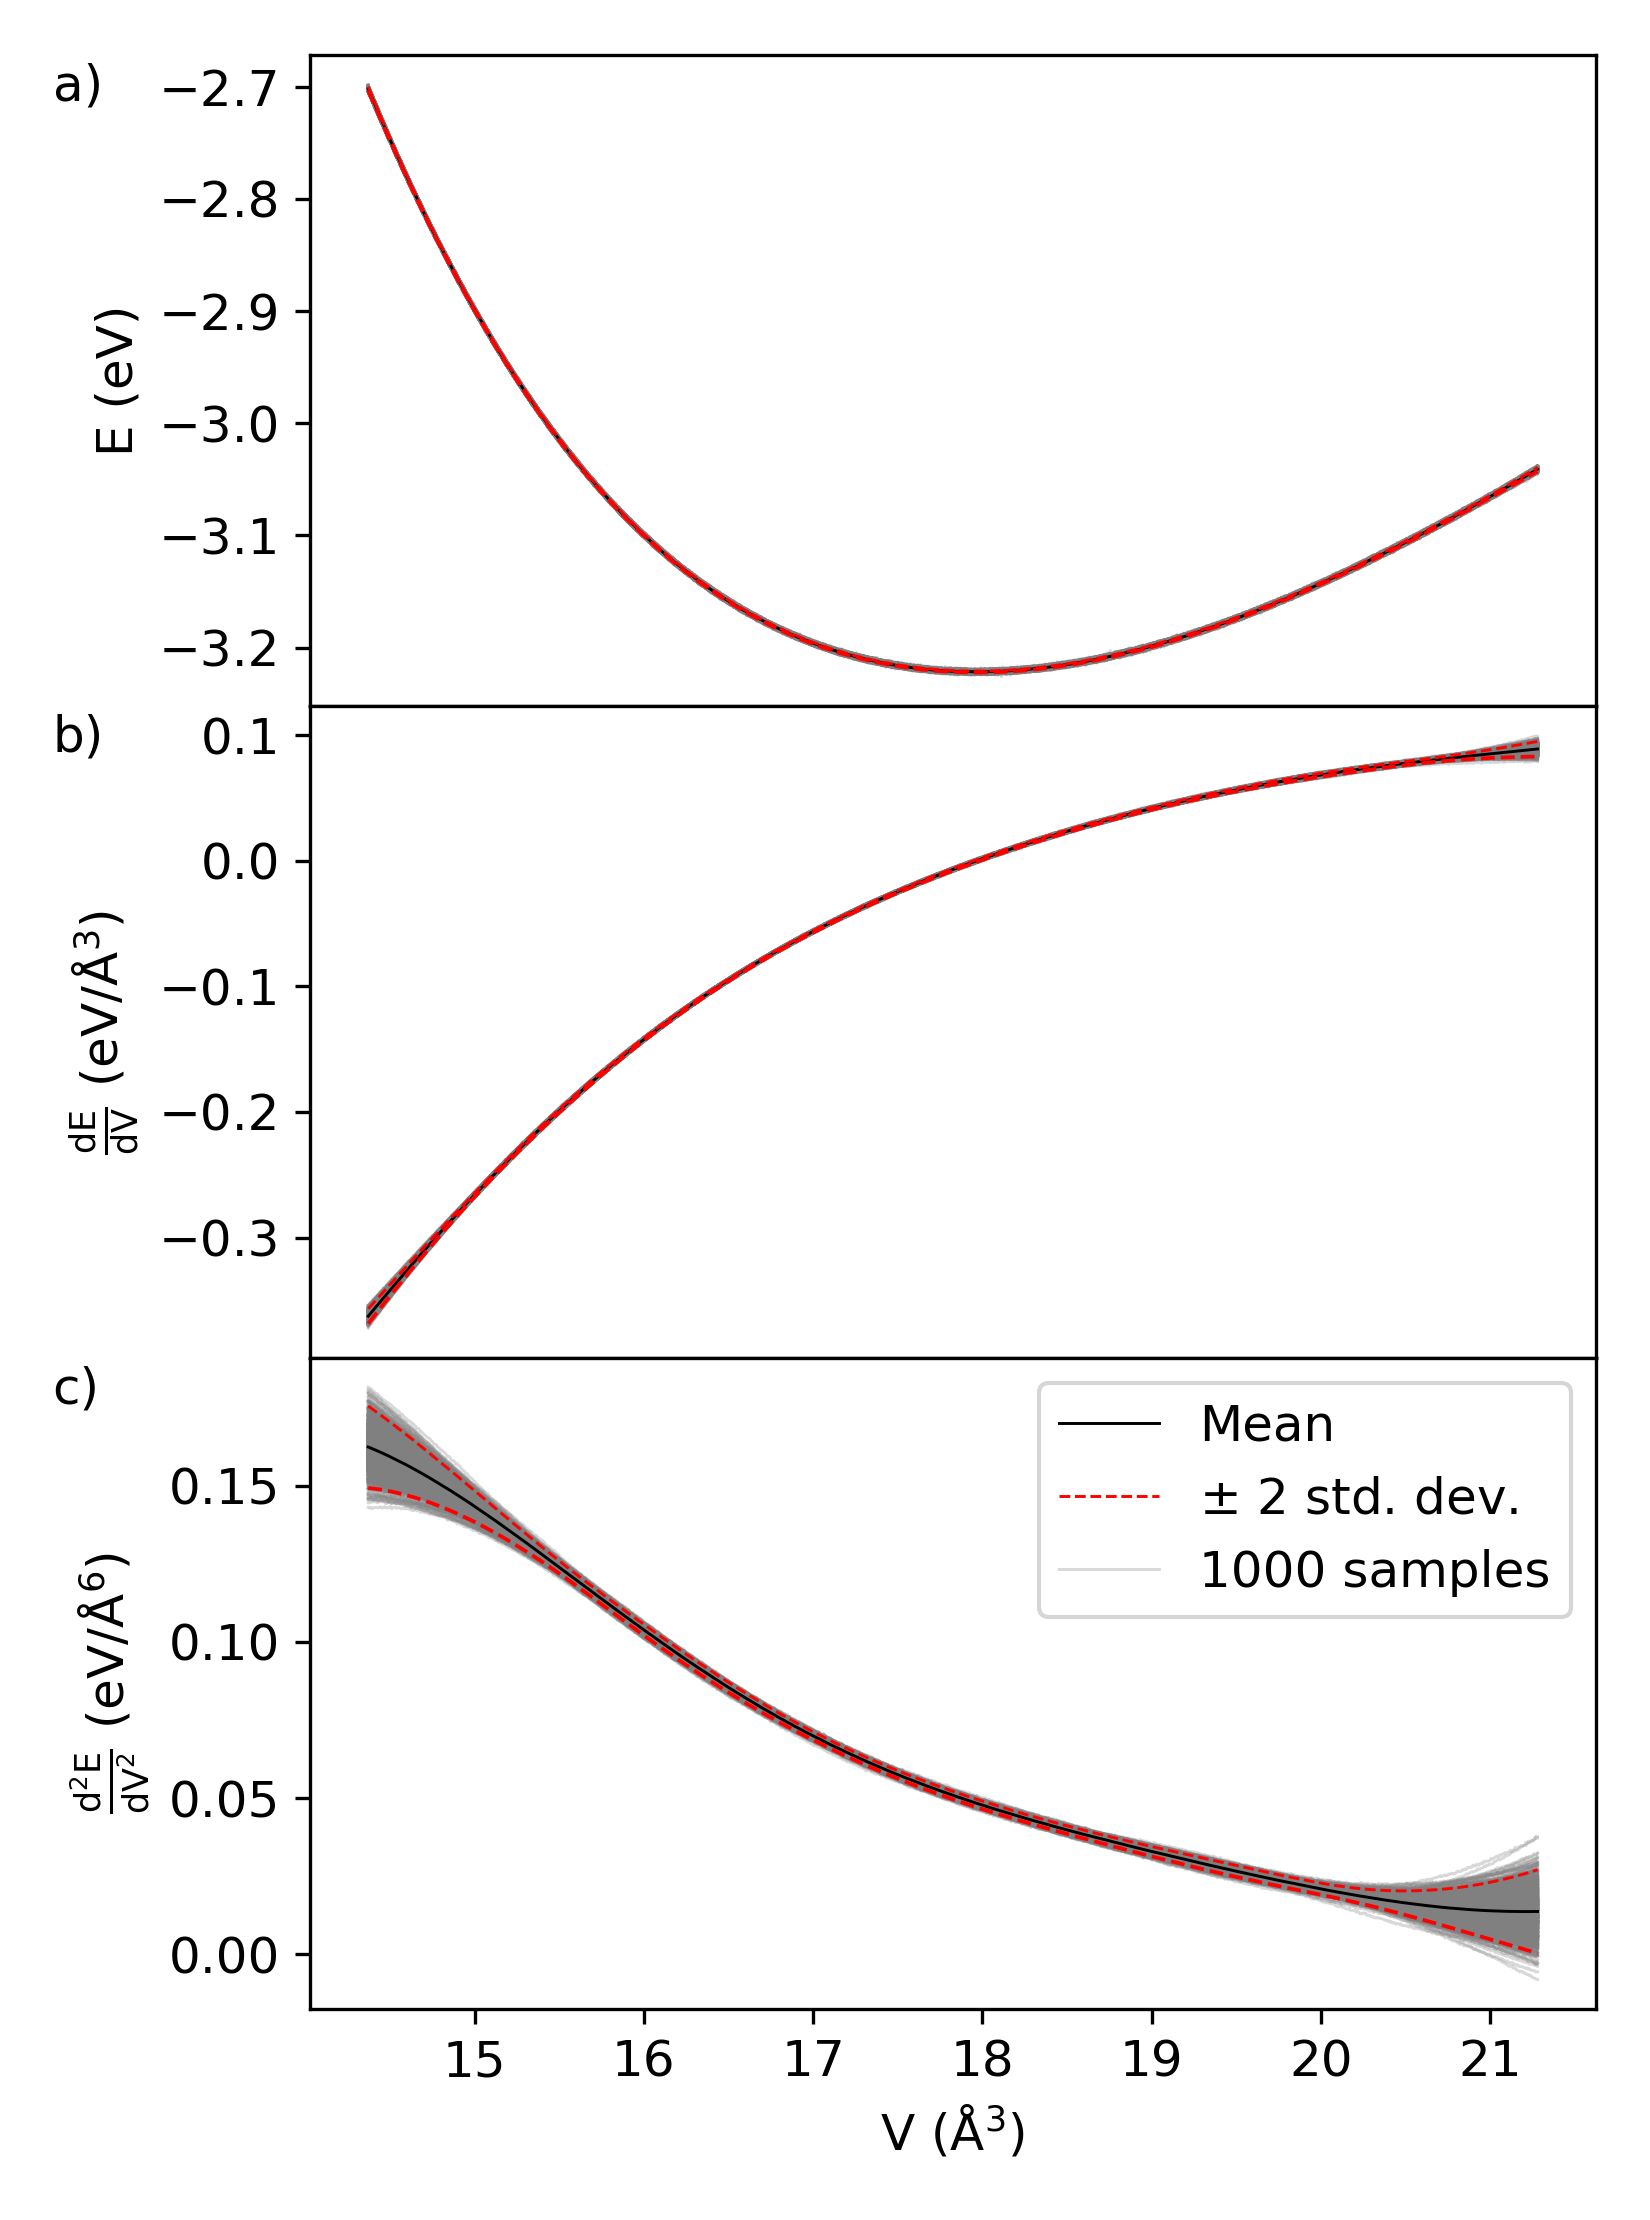 a)
−2.7
−2.8
−2.9
−3.0
−3.1
−3.2
E (eV)
b)
0.1
0.0
−0.1
−0.2
−0.3
dE/dV (eV/Å³)
c)
0.15
0.10
0.05
0.00
d²E/dV² (eV/Å⁶)
Mean
± 2 std. dev.
1000 samples
15 16 17 18 19 20 21
V (Å³)